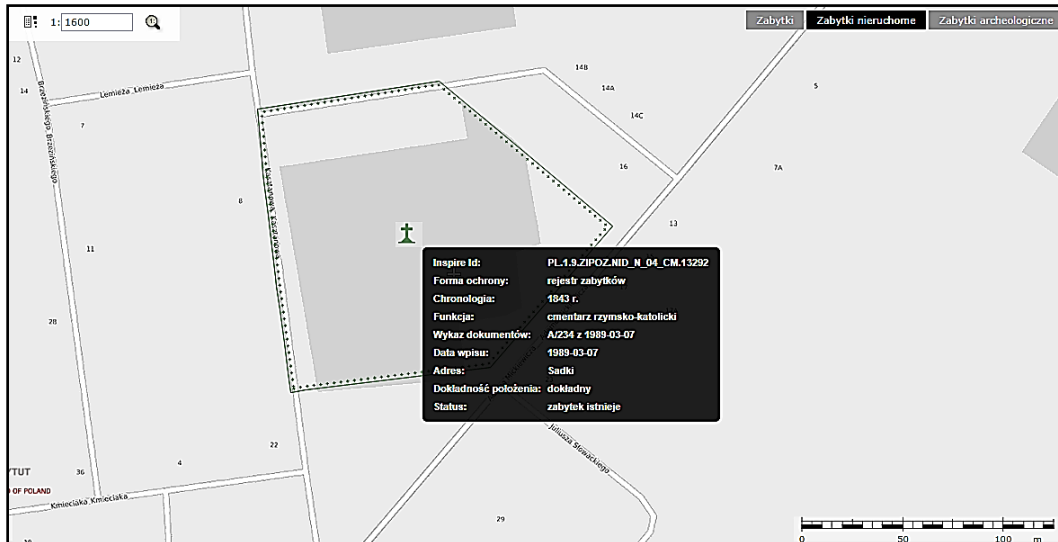 1: 1600
Zabytki
Zabytki nieruchome
Zabytki archeologiczne
12
14
Lemieża Lemieża
Brzezińskiego, Brzezińskiego
7
8
11
28
14B
14A
14C
16
5
7A
13
Inspire Id: PL.1.9.ZIPOZ.NID_N_04_CM.13292
Forma ochrony: rejestr zabytków
Chronologia: 1843 r.
Funkcja: cmentarz rzymsko-katolicki
Wykaz dokumentów: A/234 z 1989-03-07
Data wpisu: 1989-03-07
Adres: Sadki
Dokładność położenia: dokładny
Status: zabytek istnieje
Juliusza Słowackiego
22
4
36
YTUT
D OF POLAND
Kmieciaka Kmieciaka
29
0 50 100 m